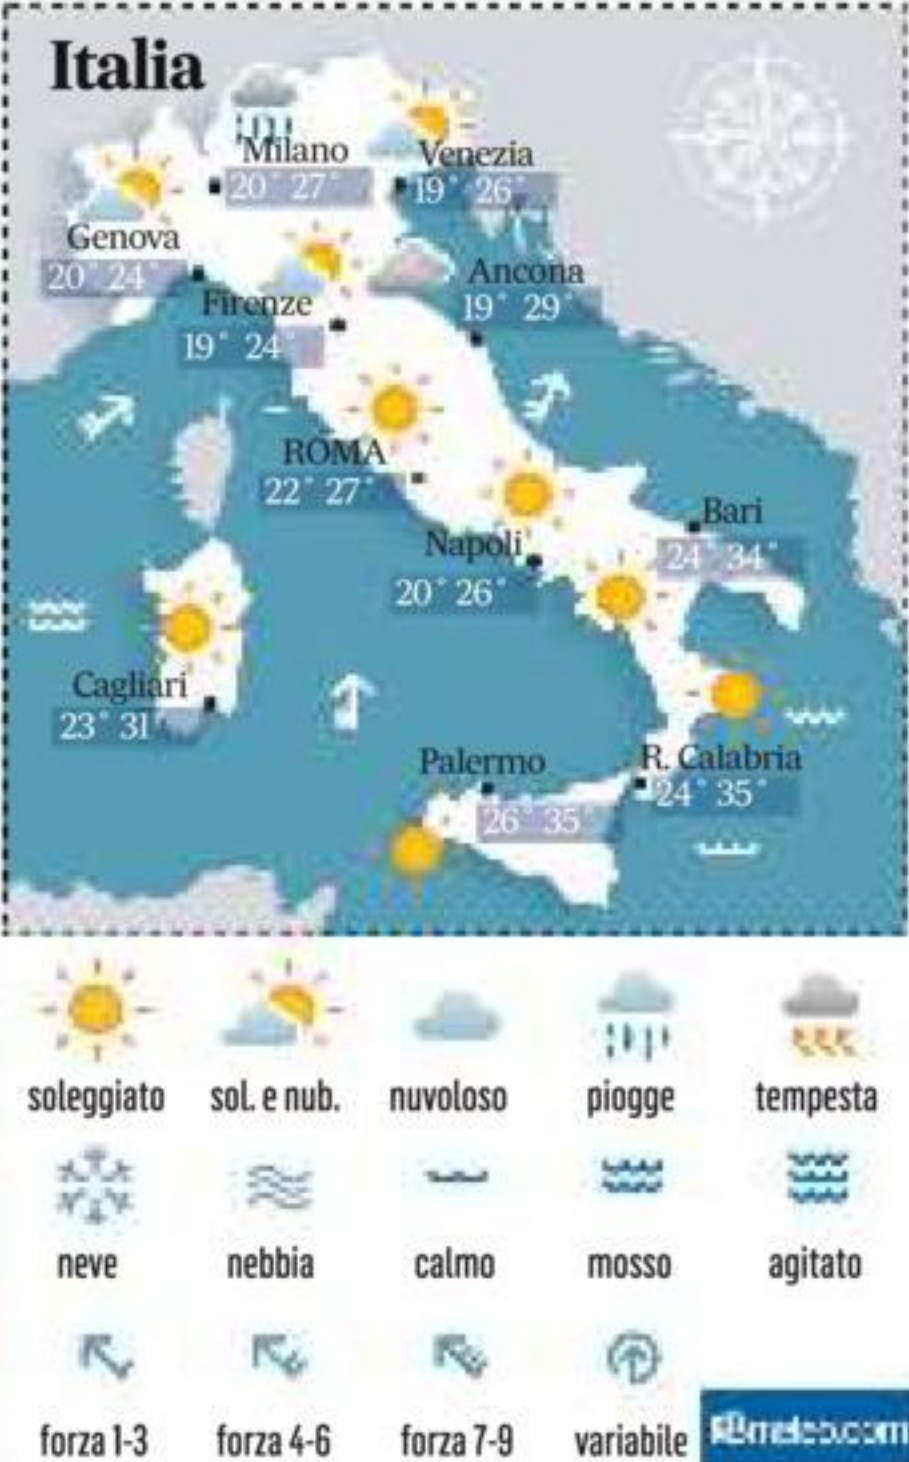 Italia
Milano
20° 27°
Venezia
19° 26°
Genova
20° 24°
Ancona
19° 29°
Firenze
19° 24°
ROMA
22° 27°
Bari
24° 34°
Napoli
20° 26°
Cagliari
23° 31°
Palermo
26° 35°
R. Calabria
24° 35°
soleggiato sol. e nub. nuvoloso piogge tempesta
neve nebbia calmo mosso agitato
forza 1-3 forza 4-6 forza 7-9 variabile